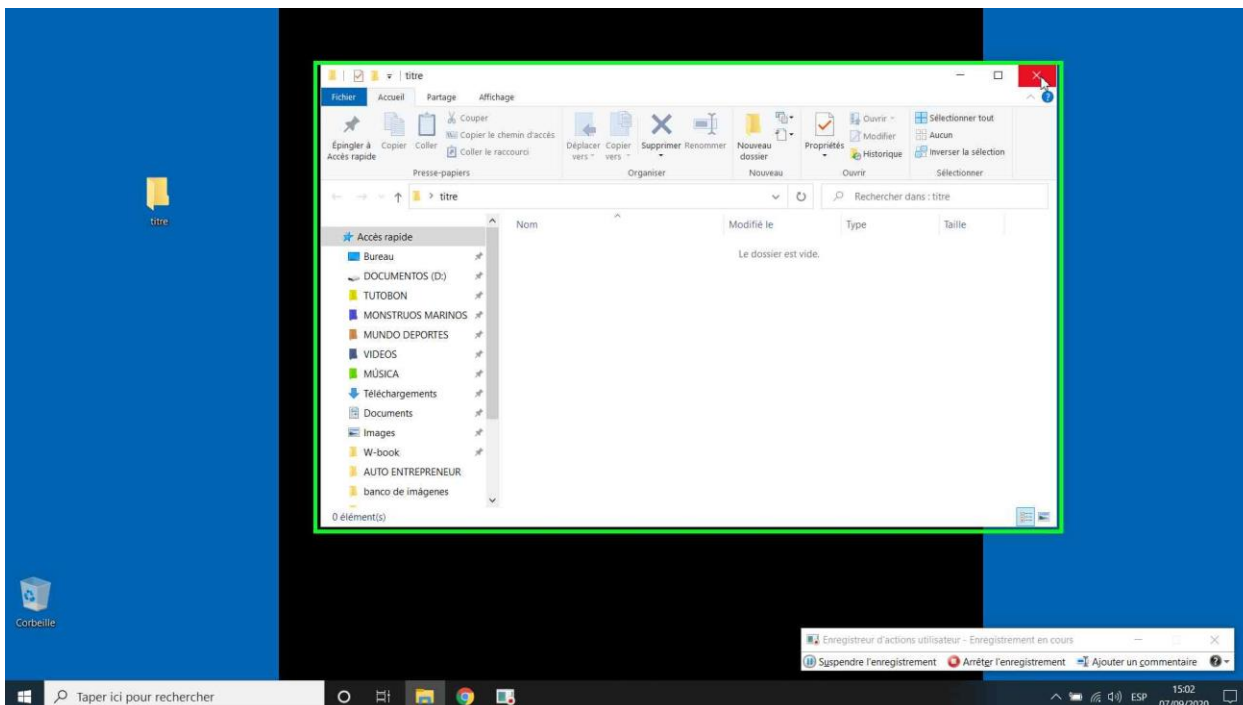 titre
Fichier Accueil Partage Affichage
Épingler à
Accès rapide
Copier
Coller
Couper
Copier le chemin d'accès
Coller le raccourci
Déplacer
vers
Copier
vers
Supprimer
Renommer
Nouveau
dossier
Propriétés
Ouvrir
Modifier
Historique
Sélectionner tout
Aucun
Inverser la sélection
Presse-papiers Organiser Nouveau Ouvrir Sélectionner
titre
Rechercher dans : titre
Nom Modifié le Type Taille
Le dossier est vide.
Accès rapide
Bureau
DOCUMENTOS (D:)
TUTOBON
MONSTRUOS MARINOS
MUNDO DEPORTES
VIDEOS
MÚSICA
Téléchargements
Documents
Images
W-book
AUTO ENTREPRENEUR
banco de imágenes
0 élément(s)
titre
Corbeille
Enregistreur d'actions utilisateur - Enregistrement en cours
Suspendre l'enregistrement Arrêter l'enregistrement Ajouter un commentaire
Taper ici pour rechercher
ESP
15:02
07/09/2020